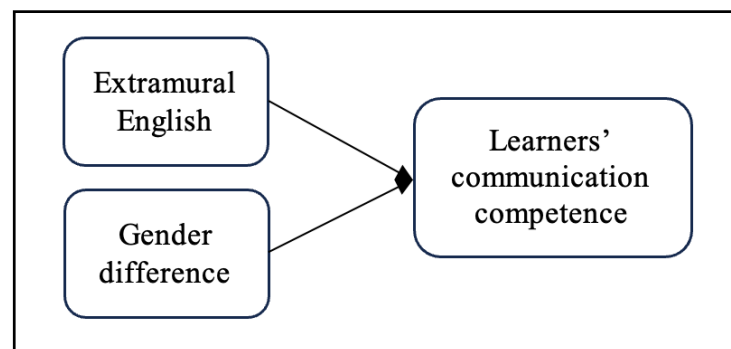 Extramural
English
Gender
difference
Learners’
communication
competence